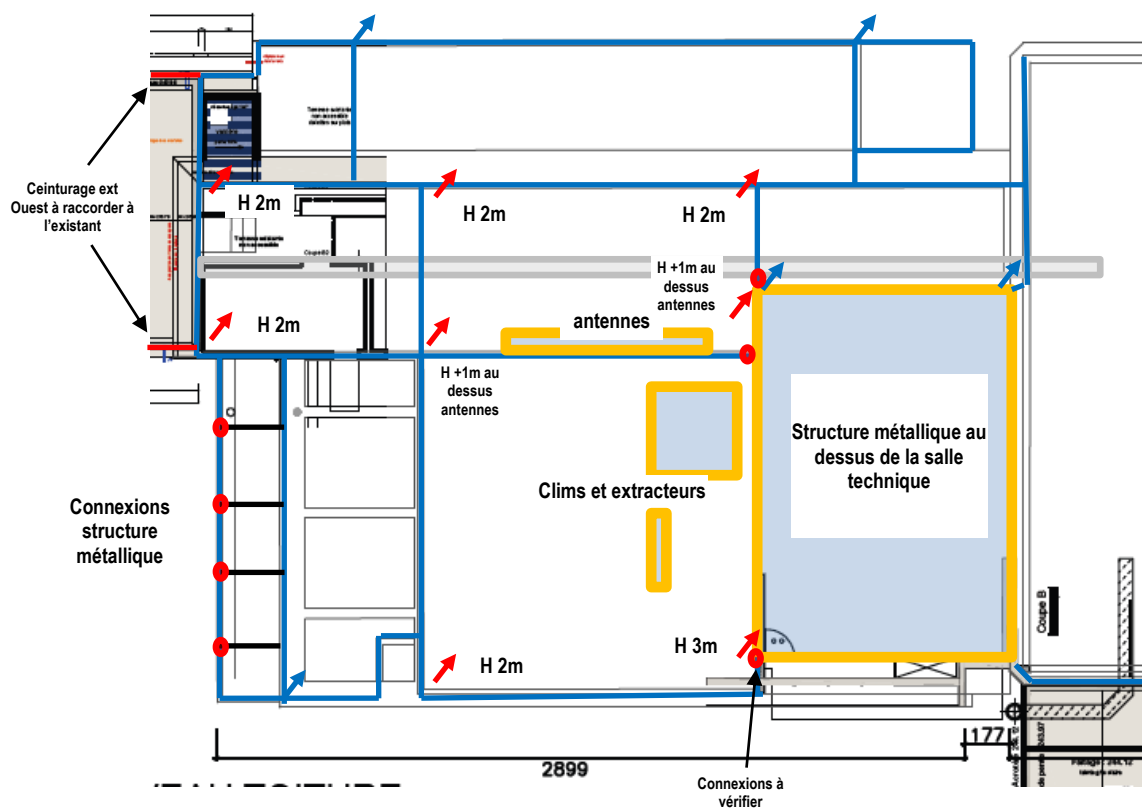 Ceinturage ext
Ouest à raccorder à
l’existant
H 2m
H 2m
H 2m
H +1m au
dessus
antennes
H 2m
antennes
H +1m au
dessus
antennes
Structure métallique au
dessus de la salle
technique
Clims et extracteurs
Connexions
structure
métallique
H 3m
H 2m
Coupe B
177
2899
Connexions à
vérifier